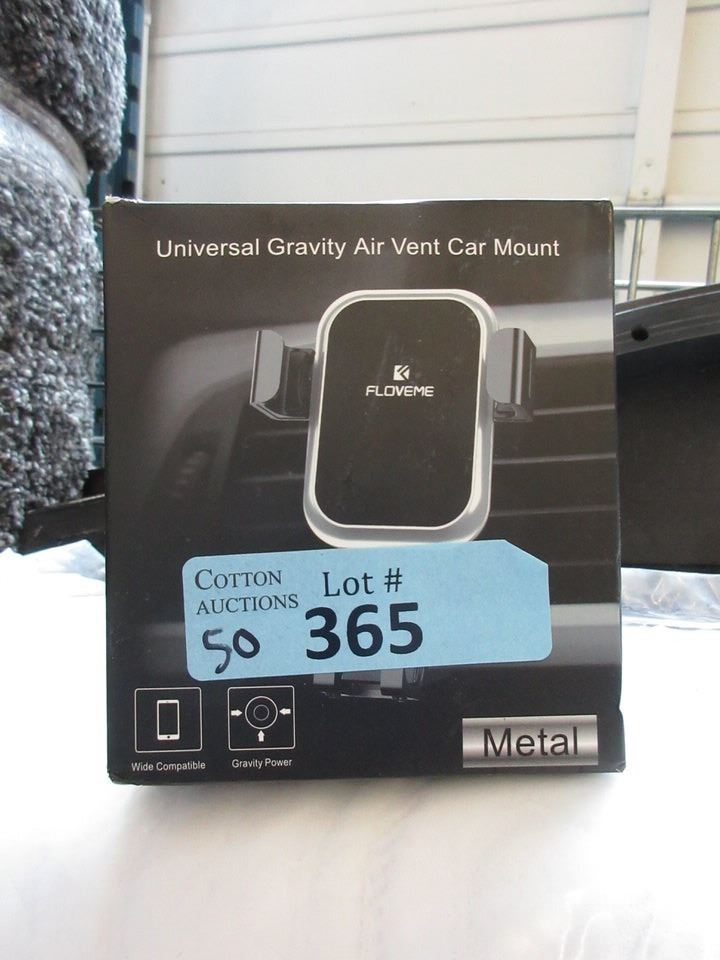 Universal Gravity Air Vent Car Mount
FLOVEME
COTTON
AUCTIONS
Lot #
50
365
Wide Compatible
Gravity Power
Metal